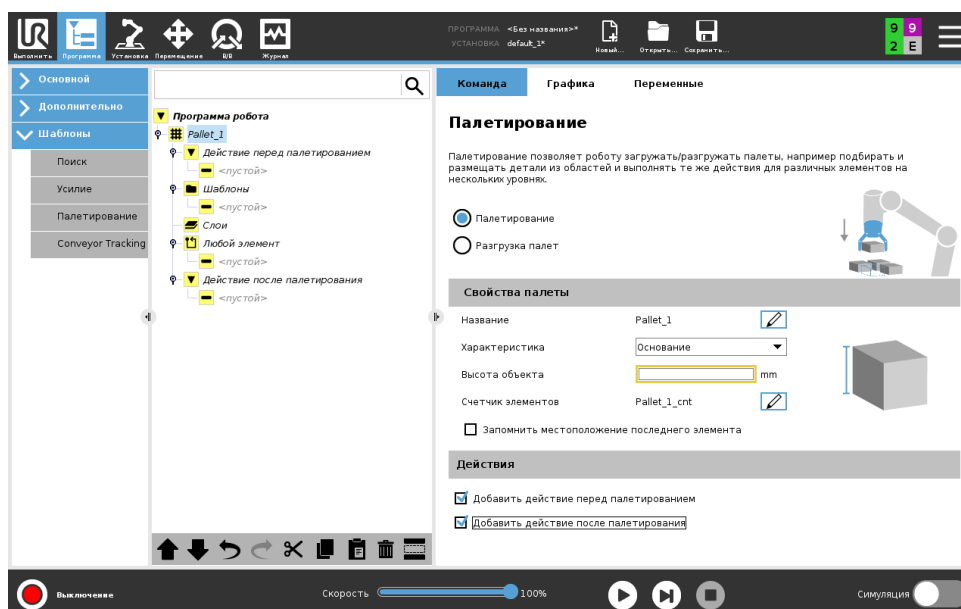 UR
ПРОГРАММА <Без названия>*
УСТАНОВКА default_1*
Выполнить
Программа
Установка
Перемещение
В/В
Журнал
Новый...
Открыть...
Сохранить...
9 9
2 E
Основной
Дополнительно
Шаблоны
Поиск
Усилие
Палетирование
Conveyor Tracking
Программа робота
Pallet_1
Действие перед палетированием
<пустой>
Шаблоны
<пустой>
Слои
Любой элемент
<пустой>
Действие после палетирования
<пустой>
Команда
Графика
Переменные
Палетирование
Палетирование позволяет роботу загружать/разгружать палеты, например подбирать и
размещать детали из областей и выполнять те же действия для различных элементов на
нескольких уровнях.
Палетирование
Разгрузка палет
Свойства палеты
Название Pallet_1
Характеристика Основание
Высота объекта mm
Счетчик элементов Pallet_1_cnt
Запомнить местоположение последнего элемента
Действия
Добавить действие перед палетированием
Добавить действие после палетирования
Выключение
Скорость 100%
Симуляция